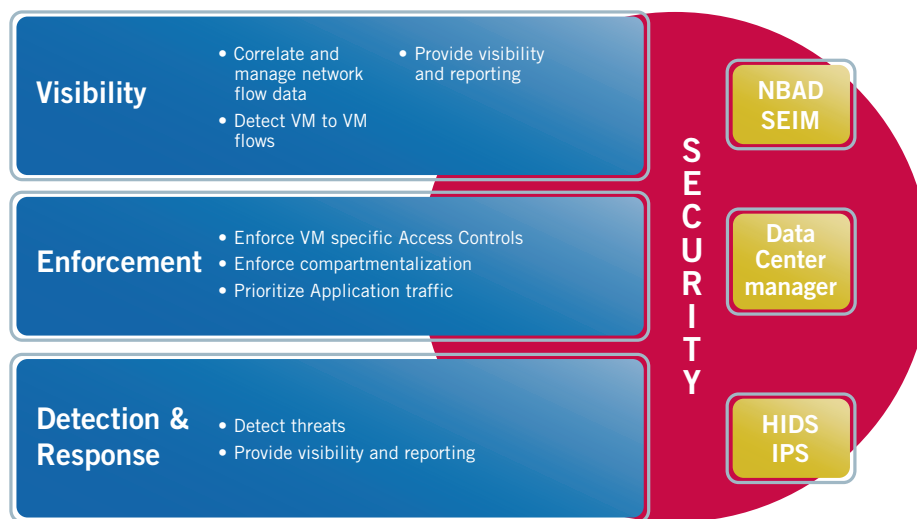 Visibility
• Correlate and
manage network
flow data
• Detect VM to VM
flows
• Provide visibility
and reporting
NBAD
SEIM
Enforcement
• Enforce VM specific Access Controls
• Enforce compartmentalization
• Prioritize Application traffic
Data
Center
manager
Detection &
Response
• Detect threats
• Provide visibility and reporting
HIDS
IPS
SECURITY